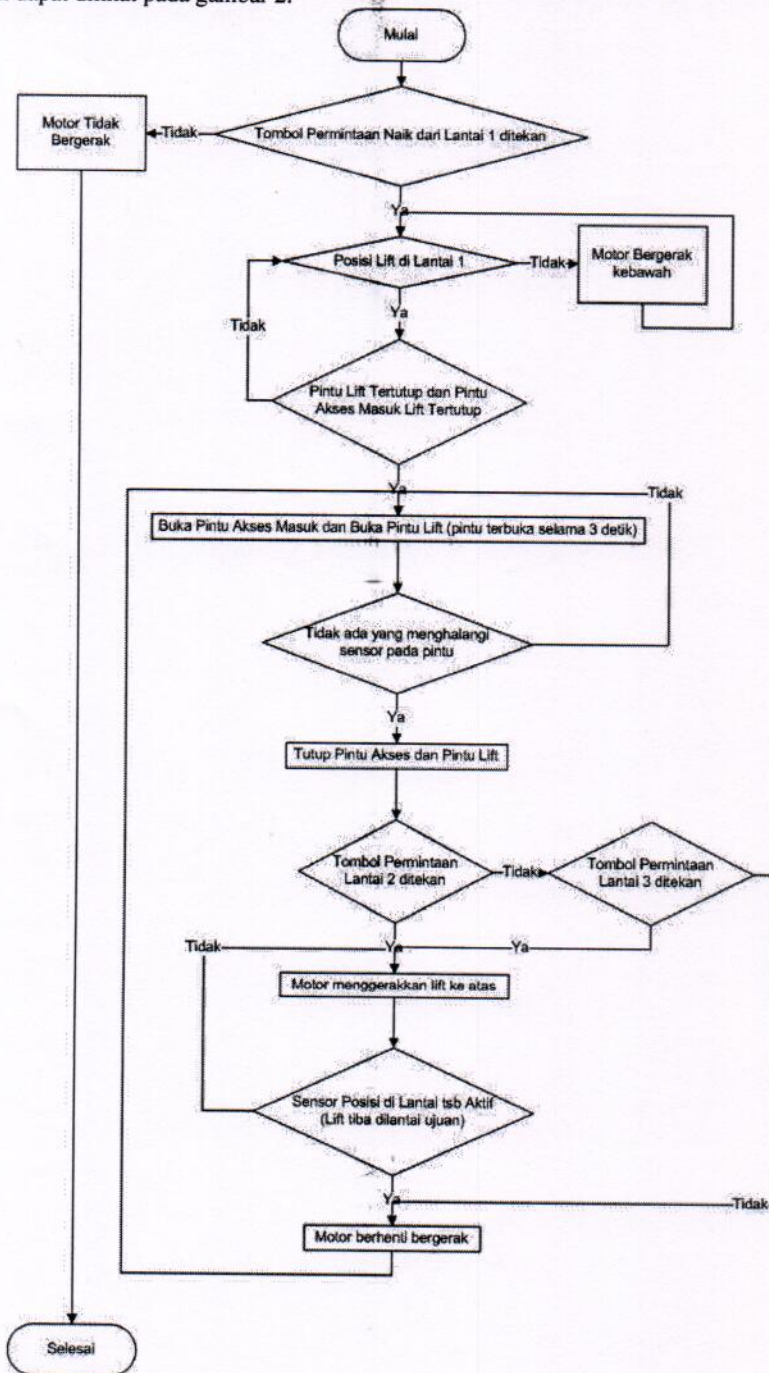 dapat dilihat pada gambar 2.
Mulai
Motor Tidak
Bergerak
Tidak
Tombol Permintaan Naik dari Lantai 1 ditekan
Ya
Posisi Lift di Lantai 1
Tidak
Motor Bergerak
kebawah
Tidak
Ya
Pintu Lift Tertutup dan Pintu
Akses Masuk Lift Tertutup
Ya
Tidak
Buka Pintu Akses Masuk dan Buka Pintu Lift (pintu terbuka selama 3 detik)
Tidak ada yang menghalangi
sensor pada pintu
Ya
Tutup Pintu Akses dan Pintu Lift
Tombol Permintaan
Lantai 2 ditekan
Tidak
Tombol Permintaan
Lantai 3 ditekan
Tidak
Ya
Ya
Motor menggerakkan lift ke atas
Sensor Posisi di Lantai tsb Aktif
(Lift tiba dilantai ujuan)
Ya
Tidak
Motor berhenti bergerak
Selesai